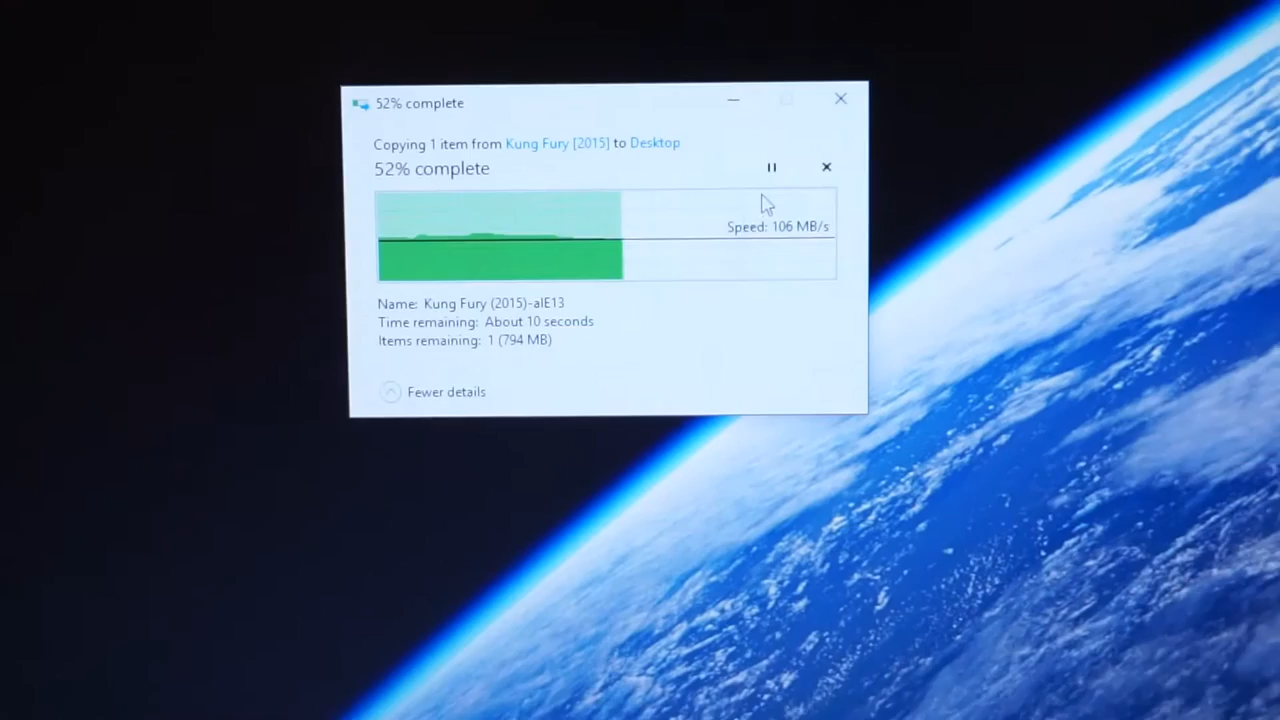 52% complete
Copying 1 item from Kung Fury [2015] to Desktop
52% complete
Speed: 106 MB/s
Name: Kung Fury (2015)-alE13
Time remaining: About 10 seconds
Items remaining: 1 (794 MB)
Fewer details